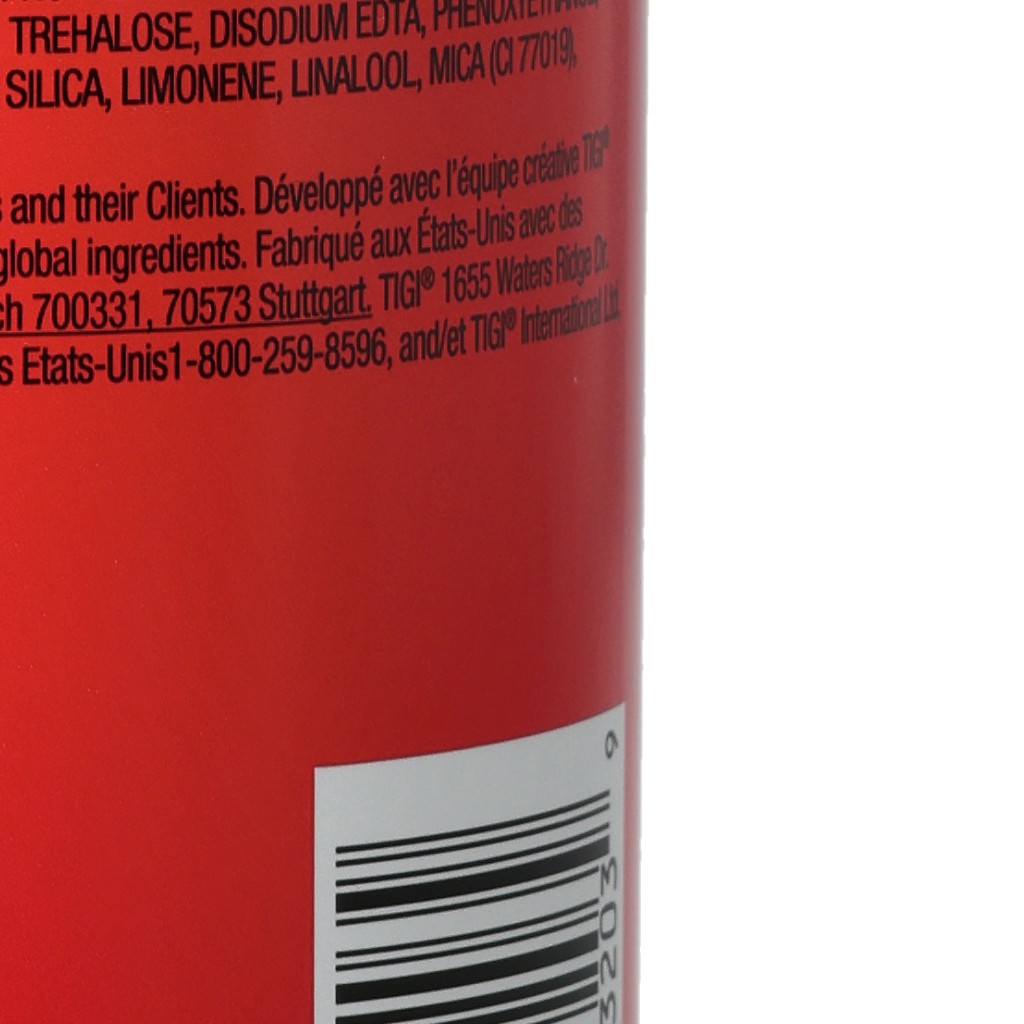 TREHALOSE, DISODIUM EDTA, PHENOXYETHANOL,
SILICA, LIMONENE, LINALOOL, MICA (CI 77019),
and their Clients. Développé avec l'équipe créative TIGI®
global ingredients. Fabriqué aux États-Unis avec des
ch 700331, 70573 Stuttgart. TIGI® 1655 Waters Ridge Dr.
s Etats-Unis1-800-259-8596, and/et TIGI® International Ltd.
9
3203